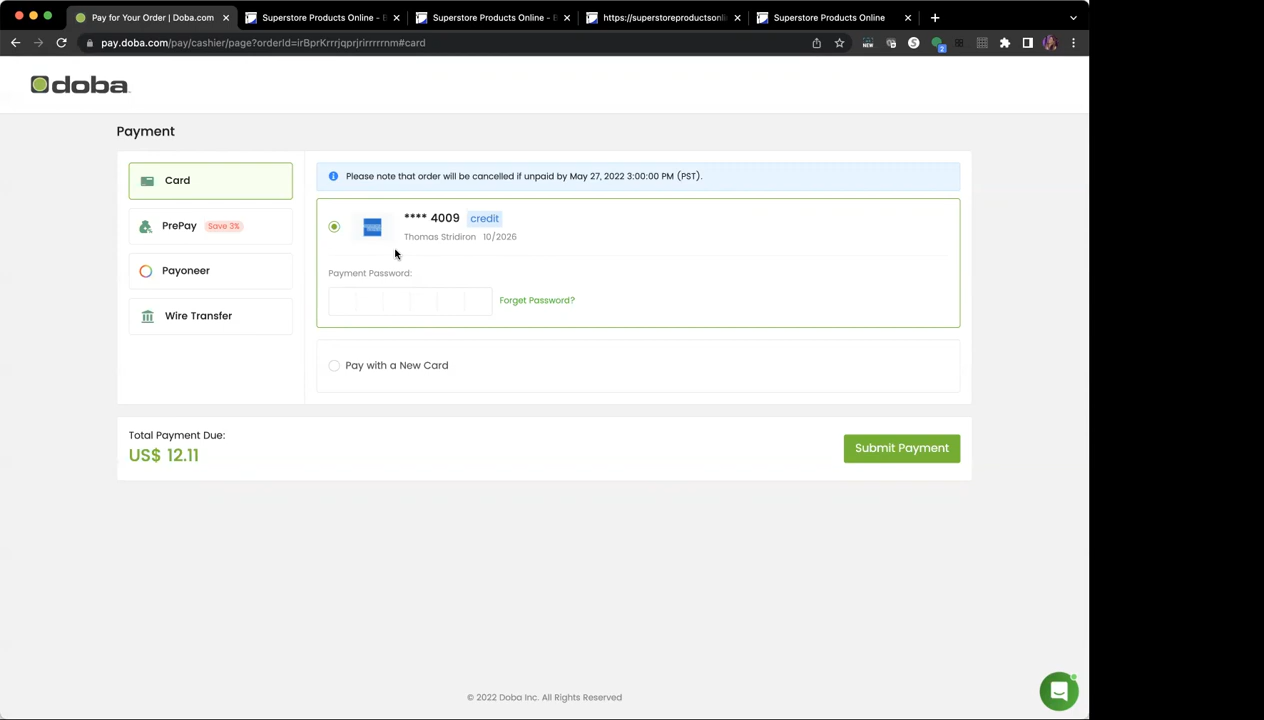 Pay for Your Order | Doba.com
Superstore Products Online - E
Superstore Products Online - E
https://superstoreproductsonli
Superstore Products Online
pay.doba.com/pay/cashier/page?orderId=irBprKrrrjqprjrirrrrrnm#card
NEW
S
2
doba
Payment
Card
PrePay Save 3%
Payoneer
Wire Transfer
Please note that order will be cancelled if unpaid by May 27, 2022 3:00:00 PM (PST).
**** 4009 credit
Thomas Stridiron 10/2026
Payment Password:
Forget Password?
Pay with a New Card
Total Payment Due:
US$ 12.11
Submit Payment
© 2022 Doba Inc. All Rights Reserved